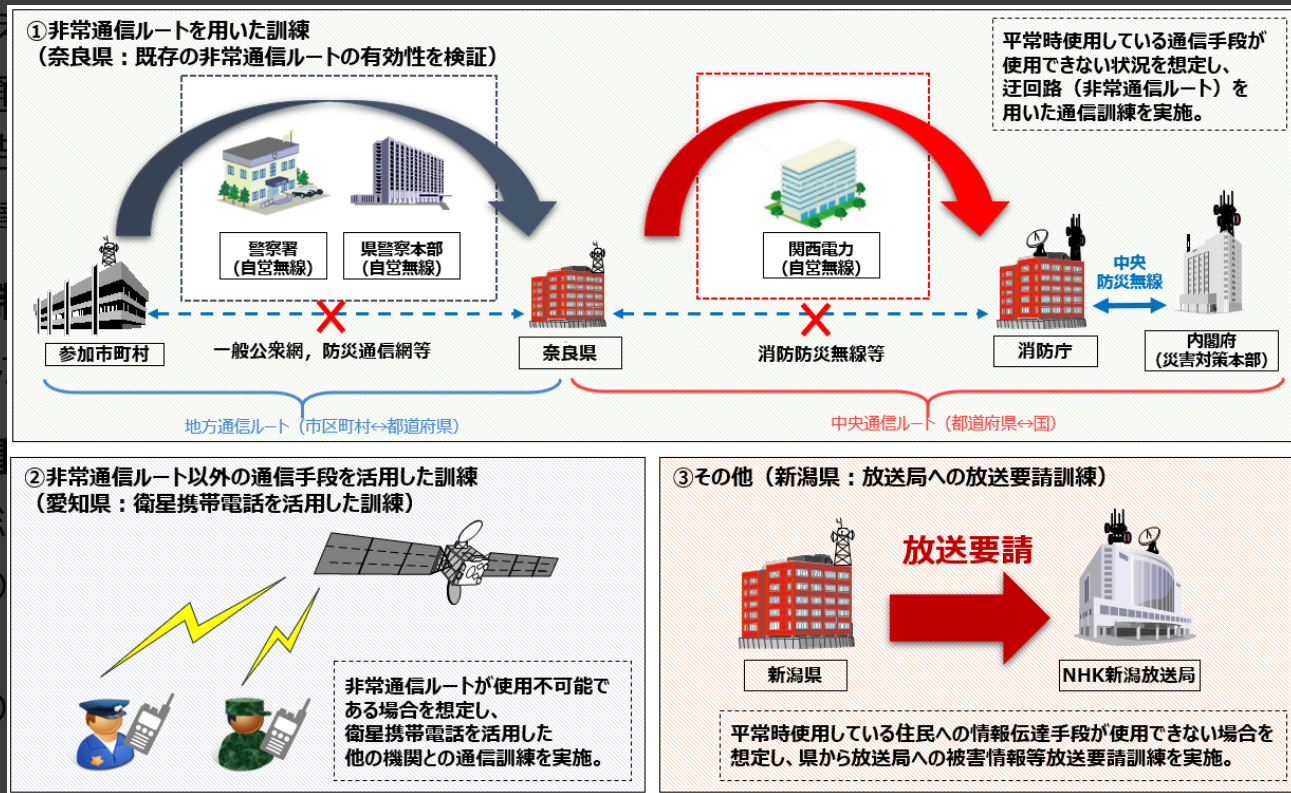 ①非常通信ルートを用いた訓練
（奈良県：既存の非常通信ルートの有効性を検証）
平常時使用している通信手段が
使用できない状況を想定し、
迂回路（非常通信ルート）を
用いた通信訓練を実施。
警察署
(自営無線)
県警察本部
(自営無線)
関西電力
(自営無線)
中央
防災無線
参加市町村
一般公衆網，防災通信網等
奈良県
消防防災無線等
消防庁
内閣府
(災害対策本部)
地方通信ルート（市区町村⇔都道府県）
中央通信ルート（都道府県⇔国）
②非常通信ルート以外の通信手段を活用した訓練
（愛知県：衛星携帯電話を活用した訓練）
非常通信ルートが使用不可能で
ある場合を想定し、
衛星携帯電話を活用した
他の機関との通信訓練を実施。
③その他（新潟県：放送局への放送要請訓練）
放送要請
新潟県
NHK新潟放送局
平常時使用している住民への情報伝達手段が使用できない場合を
想定し、県から放送局への被害情報等放送要請訓練を実施。